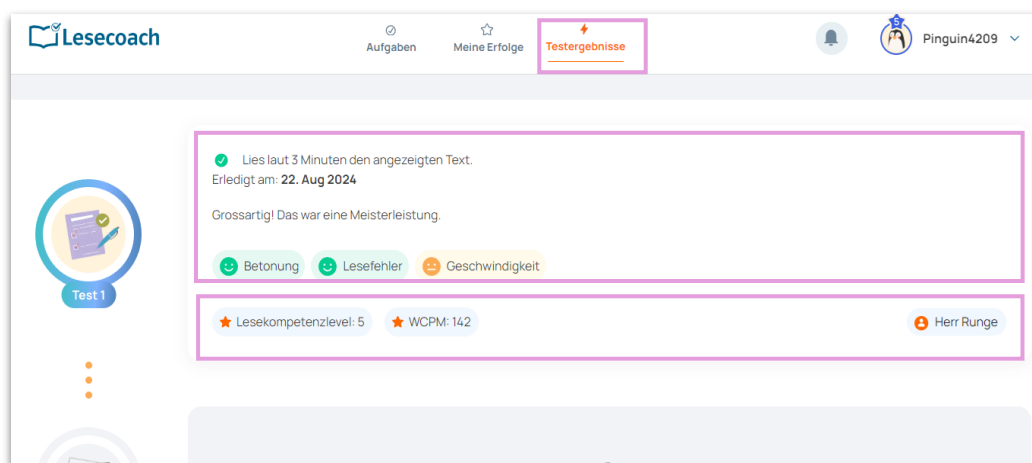 Lesecoach
Aufgaben
Meine Erfolge
Testergebnisse
5
Pinguin4209
Lies laut 3 Minuten den angezeigten Text.
Erledigt am: 22. Aug 2024
Grossartig! Das war eine Meisterleistung.
Betonung Lesefehler Geschwindigkeit
Test 1
Lesekompetenzlevel: 5 WCPM: 142 Herr Runge